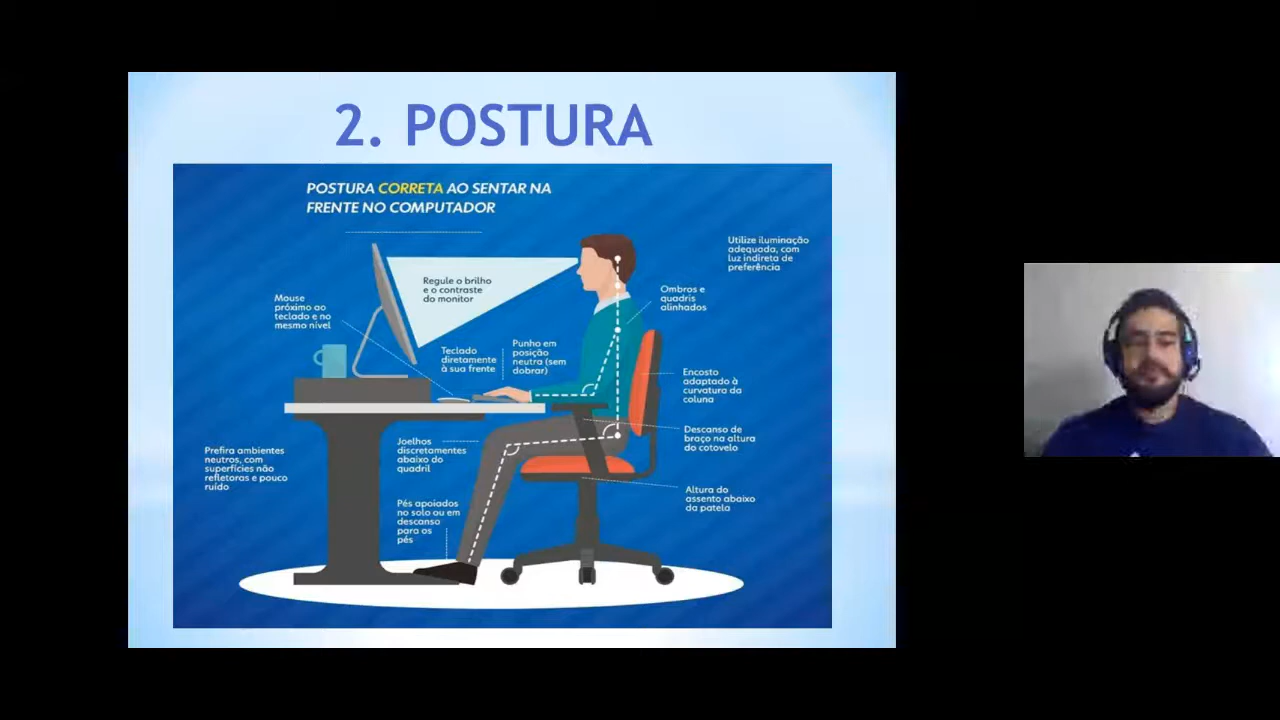 2. POSTURA
POSTURA CORRETA AO SENTAR NA
FRENTE NO COMPUTADOR
Utilize iluminação
adequada, com
luz indireta de
preferência
Regule o brilho
e o contraste
do monitor
Ombros e
quadris
alinhados
Mouse
próximo ao
teclado e no
mesmo nível
Teclado
diretamente
à sua frente
Punho em
posição
neutra (sem
dobrar)
Encosto
adaptado à
curvatura da
coluna
Descanso de
braço na altura
do cotovelo
Joelhos
discretamentes
abaixo do
quadril
Prefira ambientes
neutros, com
superfícies não
refletoras e pouco
ruído
Altura do
assento abaixo
da patela
Pés apoiados
no solo ou em
descanso
para os
pés